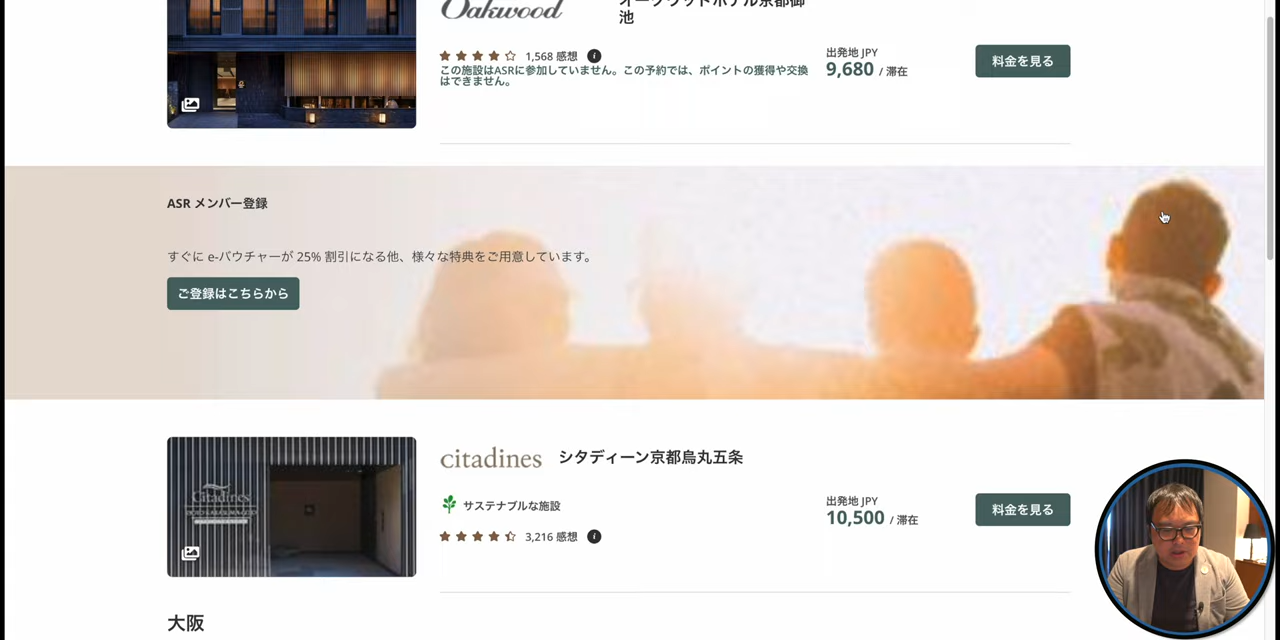 Oakwood
オークウッドホテル京都御
池
1,568 感想
この施設はASRに参加していません。この予約では、ポイントの獲得や交換
はできません。
出発地 JPY
9,680 / 滞在
料金を見る
ASR メンバー登録
すぐに e-バウチャーが 25% 割引になる他、様々な特典をご用意しています。
ご登録はこちらから
Citadines
citadines
シタディーン京都烏丸五条
サステナブルな施設
3,216 感想
出発地 JPY
10,500 / 滞在
料金を見る
大阪